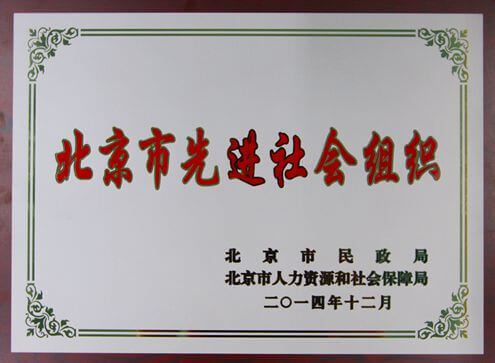 北京市先进社会组织
北京市民政局
北京市人力资源和社会保障局
二〇一四年十二月